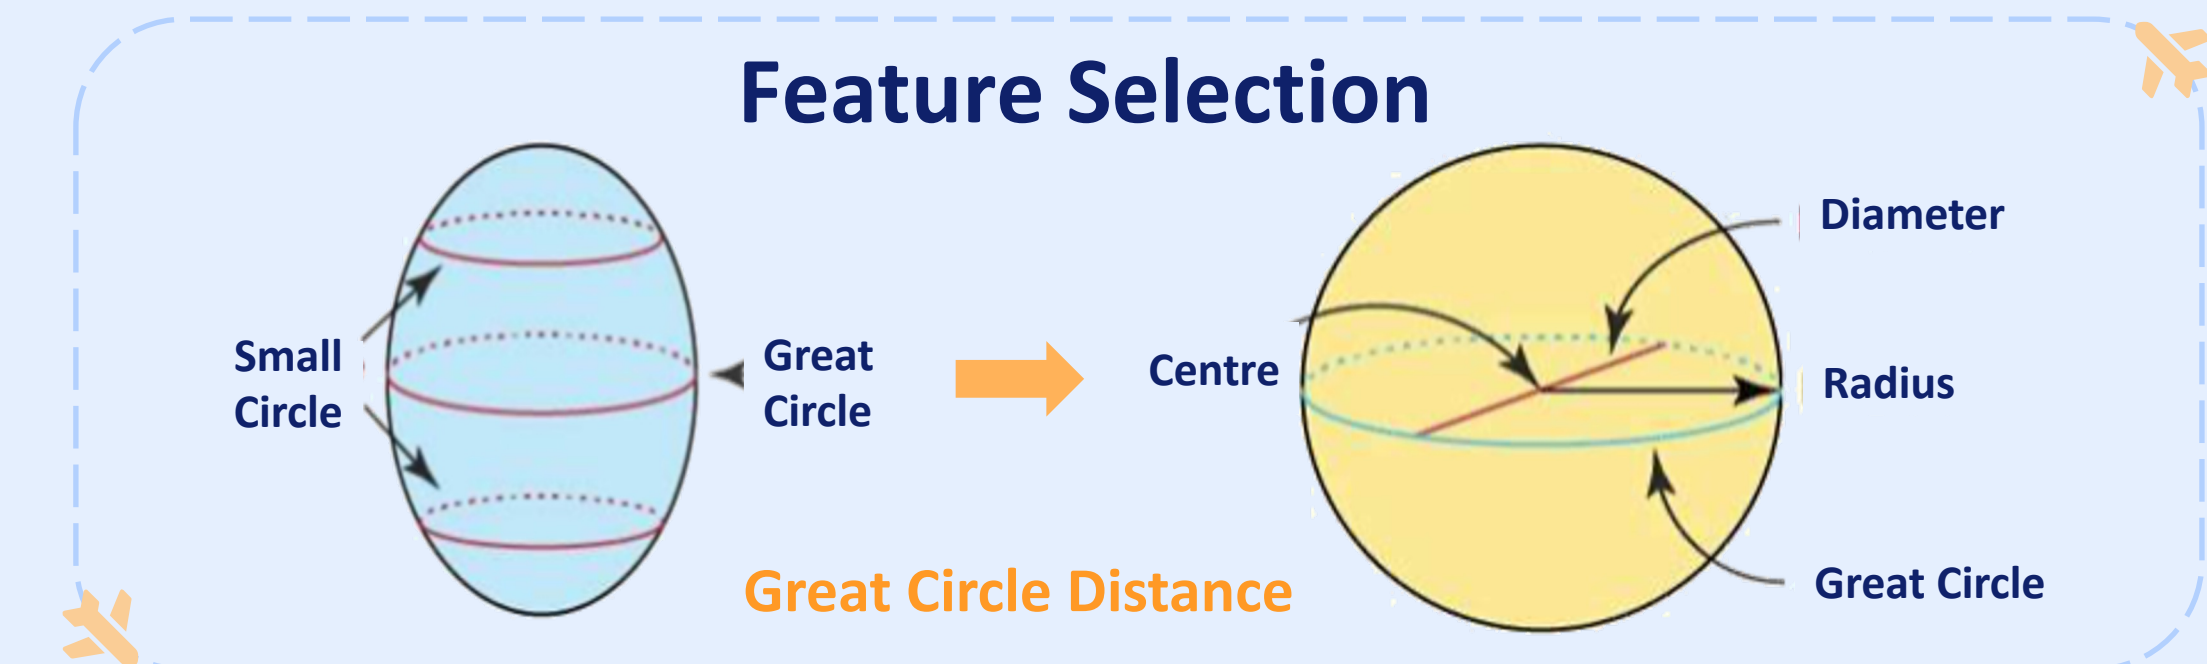 Feature Selection
Small
Circle
Great
Circle
Centre
Diameter
Radius
Great Circle
Great Circle Distance